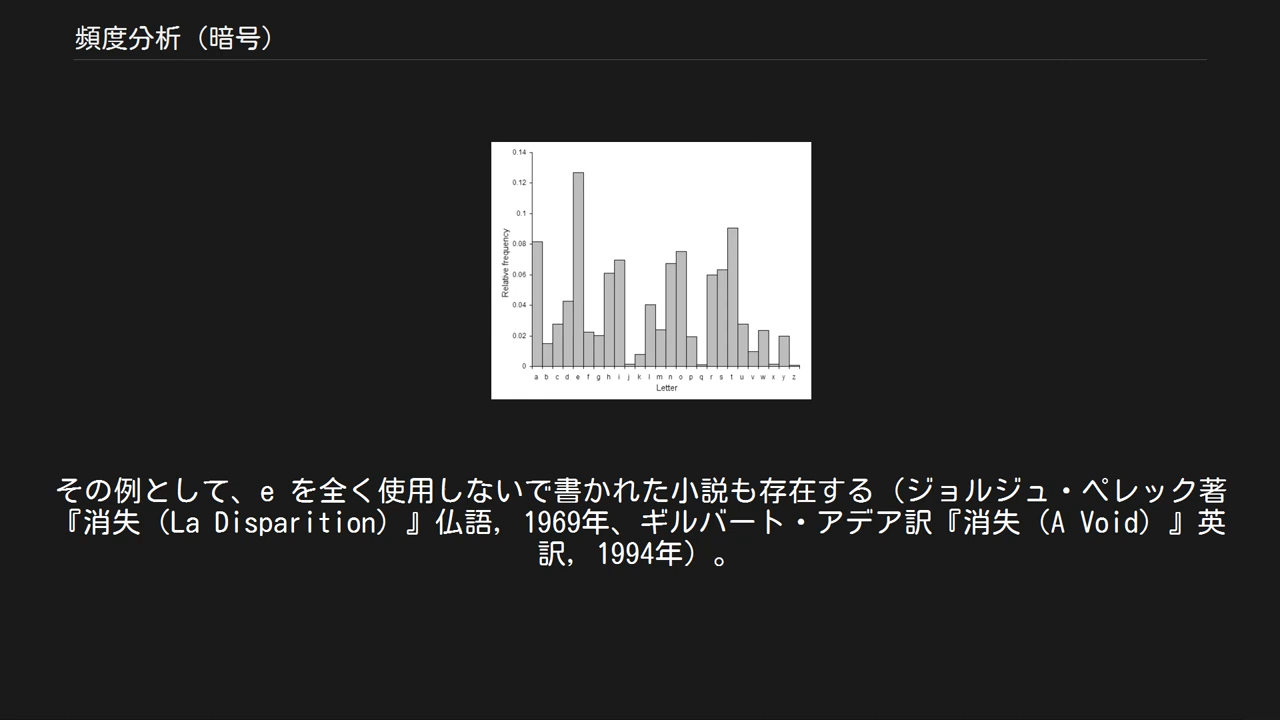 頻度分析（暗号）
0.14
0.12
0.1
0.08
0.06
0.04
0.02
0
Relative frequency
a b c d e f g h i j k l m n o p q r s t u v w x y z
Letter
その例として、e を全く使用しないで書かれた小説も存在する（ジョルジュ・ペレック著
『消失（La Disparition）』仏語, 1969年、ギルバート・アデア訳『消失（A Void）』英
訳, 1994年）。